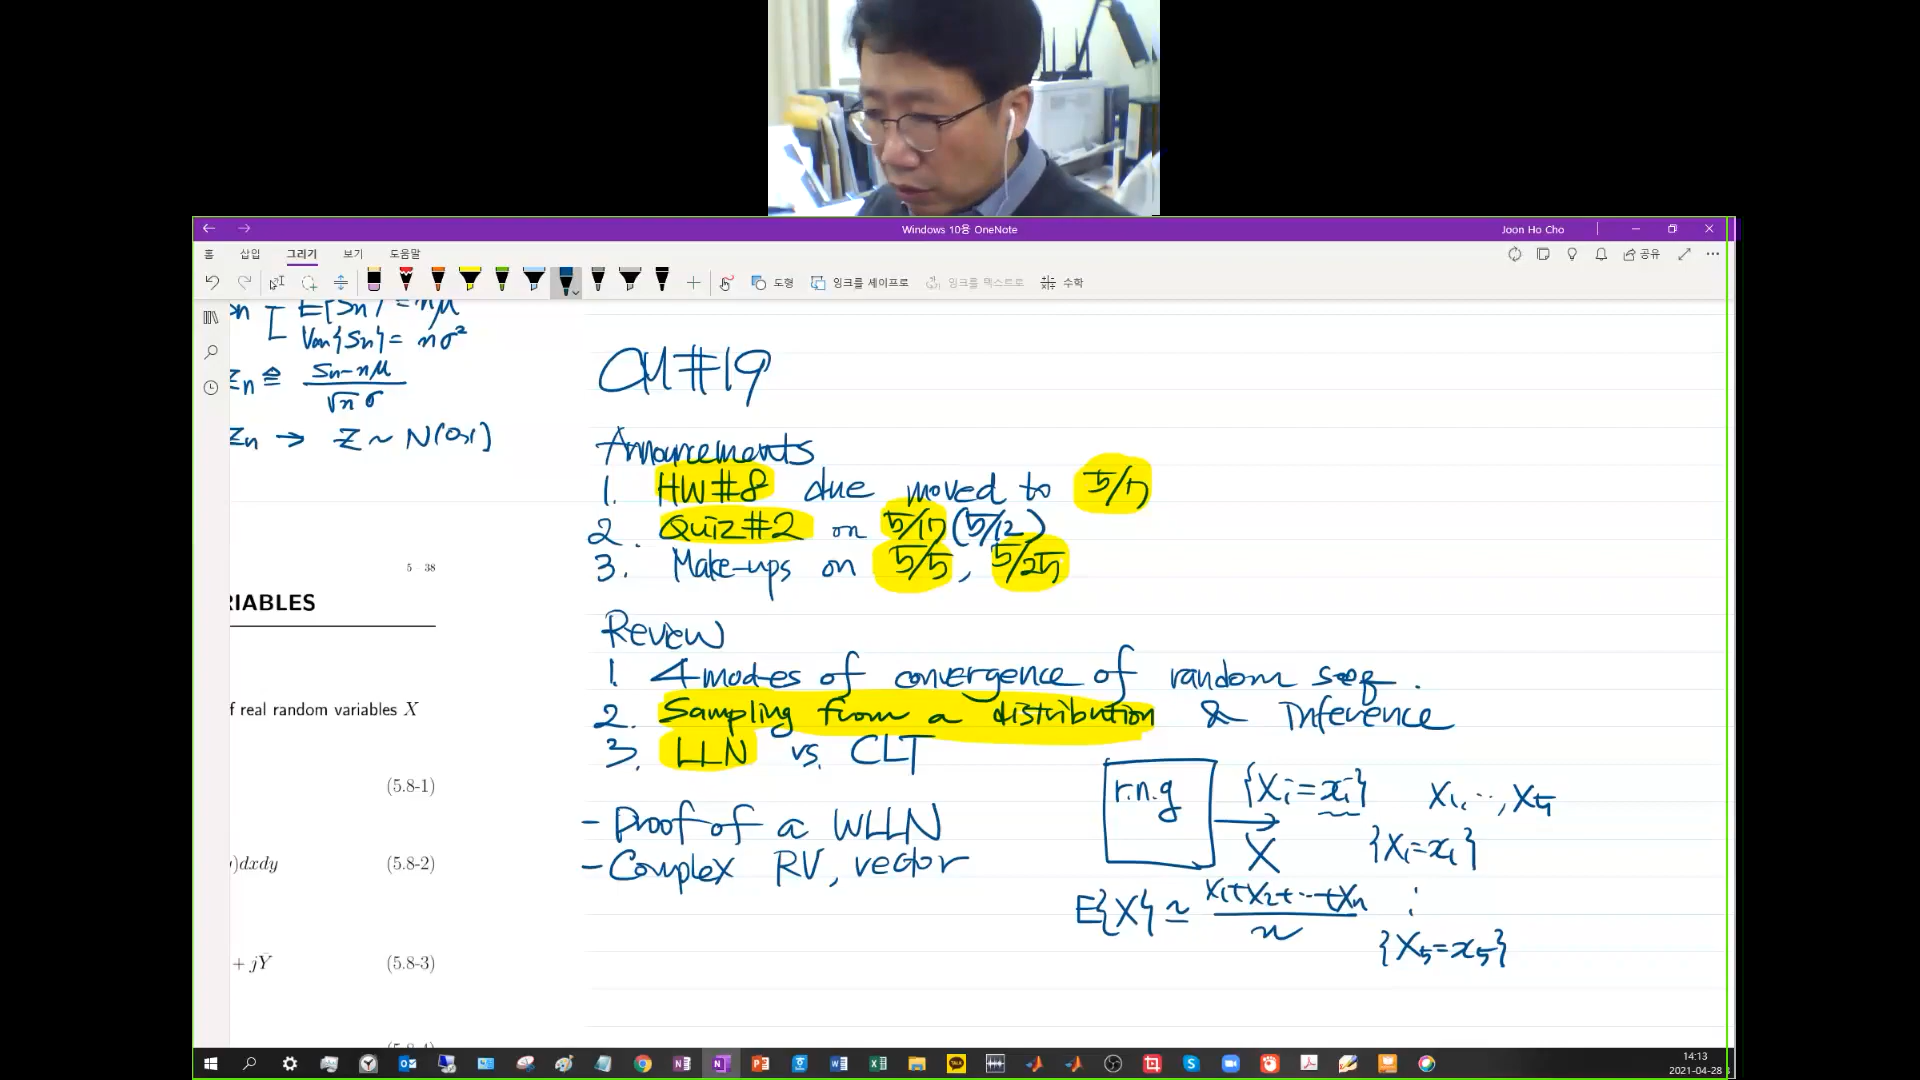 Windows 10용 OneNote
Joon Ho Cho
홈 삽입 그리기 보기 도움말
공유
도형 잉크를 셰이프로 잉크를 텍스트로 수학
E[Sn] = nμ
Var{Sn} = nσ²
Zn ≙ Sn-nμ / √n σ
Zn → Z ~ N(0,1)
5 38
RIABLES
f real random variables X
(5.8-1)
)dxdy (5.8-2)
+ jY (5.8-3)
CM#19
Announcements
1. HW#8 due moved to 5/17
2. Quiz#2 on 5/17 (5/12)
3. Make-ups on 5/5, 5/25
Review
1. 4 modes of convergence of random seq.
2. Sampling from a distribution & Inference
3. LLN vs. CLT
- Proof of a WLLN
- Complex RV, vector
r.n.g {Xi = xi} X1, ..., X5
X {X1=x1}
E{X} ≃ X1+X2+...+Xn / n
⋮
{X5=x5}
14:13
2021-04-28